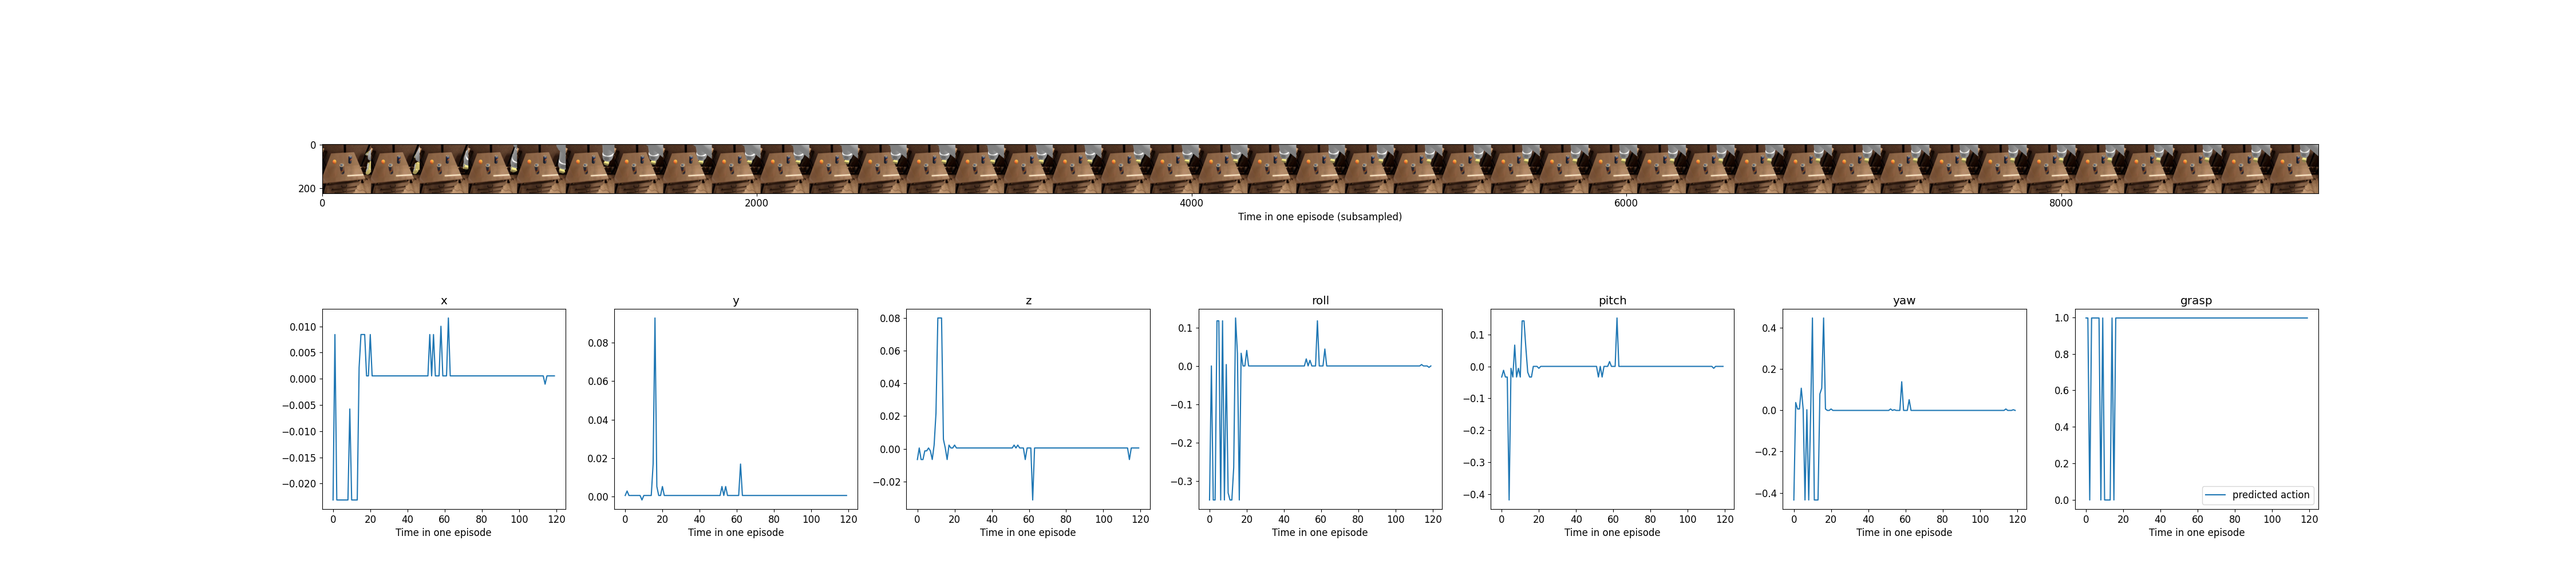 0
200
0 2000 4000 6000 8000
Time in one episode (subsampled)
x y z roll pitch yaw grasp
0.010
0.005
0.000
−0.005
−0.010
−0.015
−0.020
0 20 40 60 80 100 120
Time in one episode
0.08
0.06
0.04
0.02
0.00
0 20 40 60 80 100 120
Time in one episode
0.08
0.06
0.04
0.02
0.00
−0.02
0 20 40 60 80 100 120
Time in one episode
0.1
0.0
−0.1
−0.2
−0.3
0 20 40 60 80 100 120
Time in one episode
0.1
0.0
−0.1
−0.2
−0.3
−0.4
0 20 40 60 80 100 120
Time in one episode
0.4
0.2
0.0
−0.2
−0.4
0 20 40 60 80 100 120
Time in one episode
1.0
0.8
0.6
0.4
0.2
0.0
predicted action
0 20 40 60 80 100 120
Time in one episode